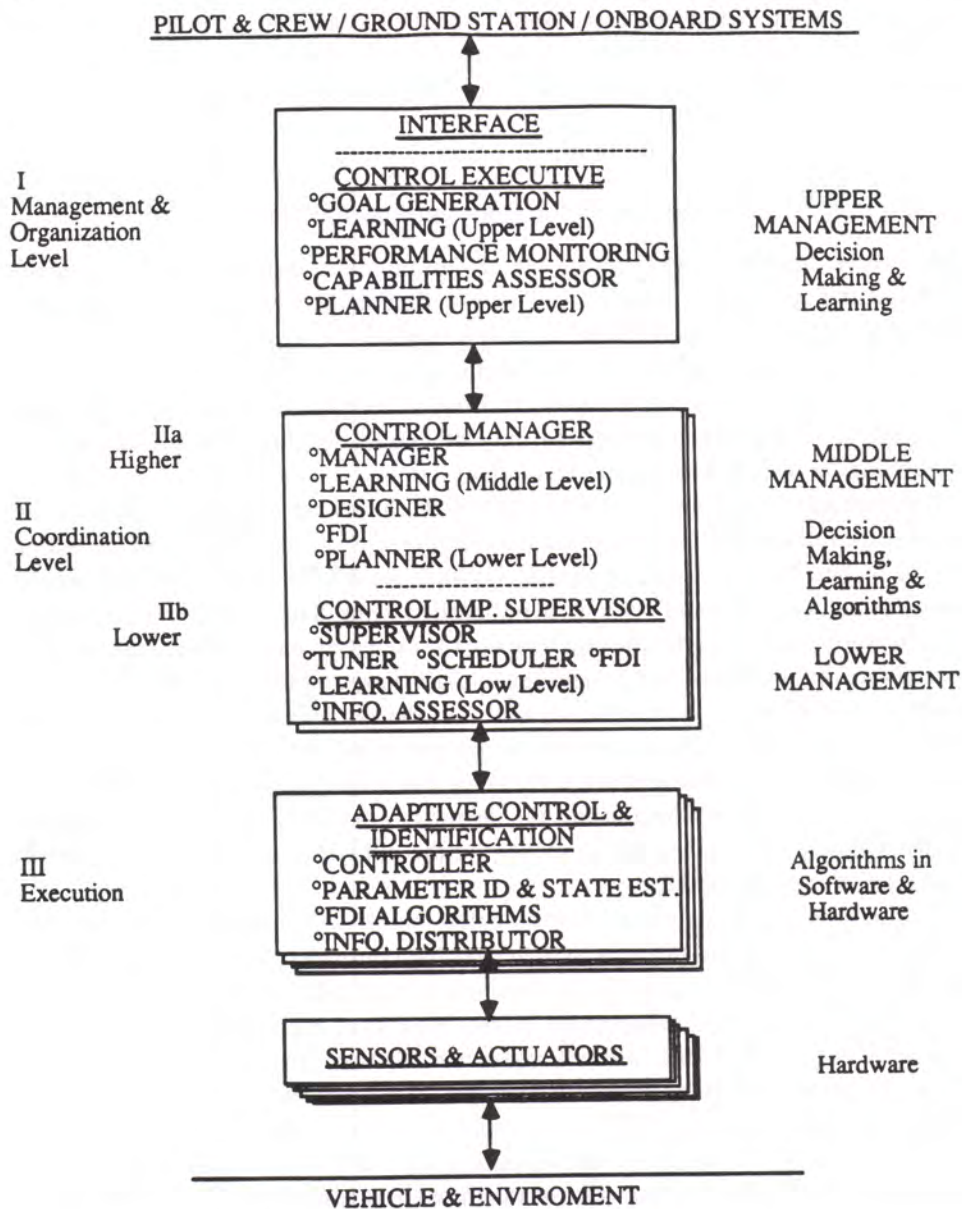 PILOT & CREW / GROUND STATION / ONBOARD SYSTEMS
INTERFACE
CONTROL EXECUTIVE
°GOAL GENERATION
°LEARNING (Upper Level)
°PERFORMANCE MONITORING
°CAPABILITIES ASSESSOR
°PLANNER (Upper Level)
I
Management &
Organization
Level
UPPER
MANAGEMENT
Decision
Making &
Learning
IIa
Higher
II
Coordination
Level
IIb
Lower
CONTROL MANAGER
°MANAGER
°LEARNING (Middle Level)
°DESIGNER
°FDI
°PLANNER (Lower Level)
CONTROL IMP. SUPERVISOR
°SUPERVISOR
°TUNER °SCHEDULER °FDI
°LEARNING (Low Level)
°INFO. ASSESSOR
MIDDLE
MANAGEMENT
Decision
Making,
Learning &
Algorithms
LOWER
MANAGEMENT
III
Execution
ADAPTIVE CONTROL &
IDENTIFICATION
°CONTROLLER
°PARAMETER ID & STATE EST.
°FDI ALGORITHMS
°INFO. DISTRIBUTOR
Algorithms in
Software &
Hardware
SENSORS & ACTUATORS
Hardware
VEHICLE & ENVIROMENT